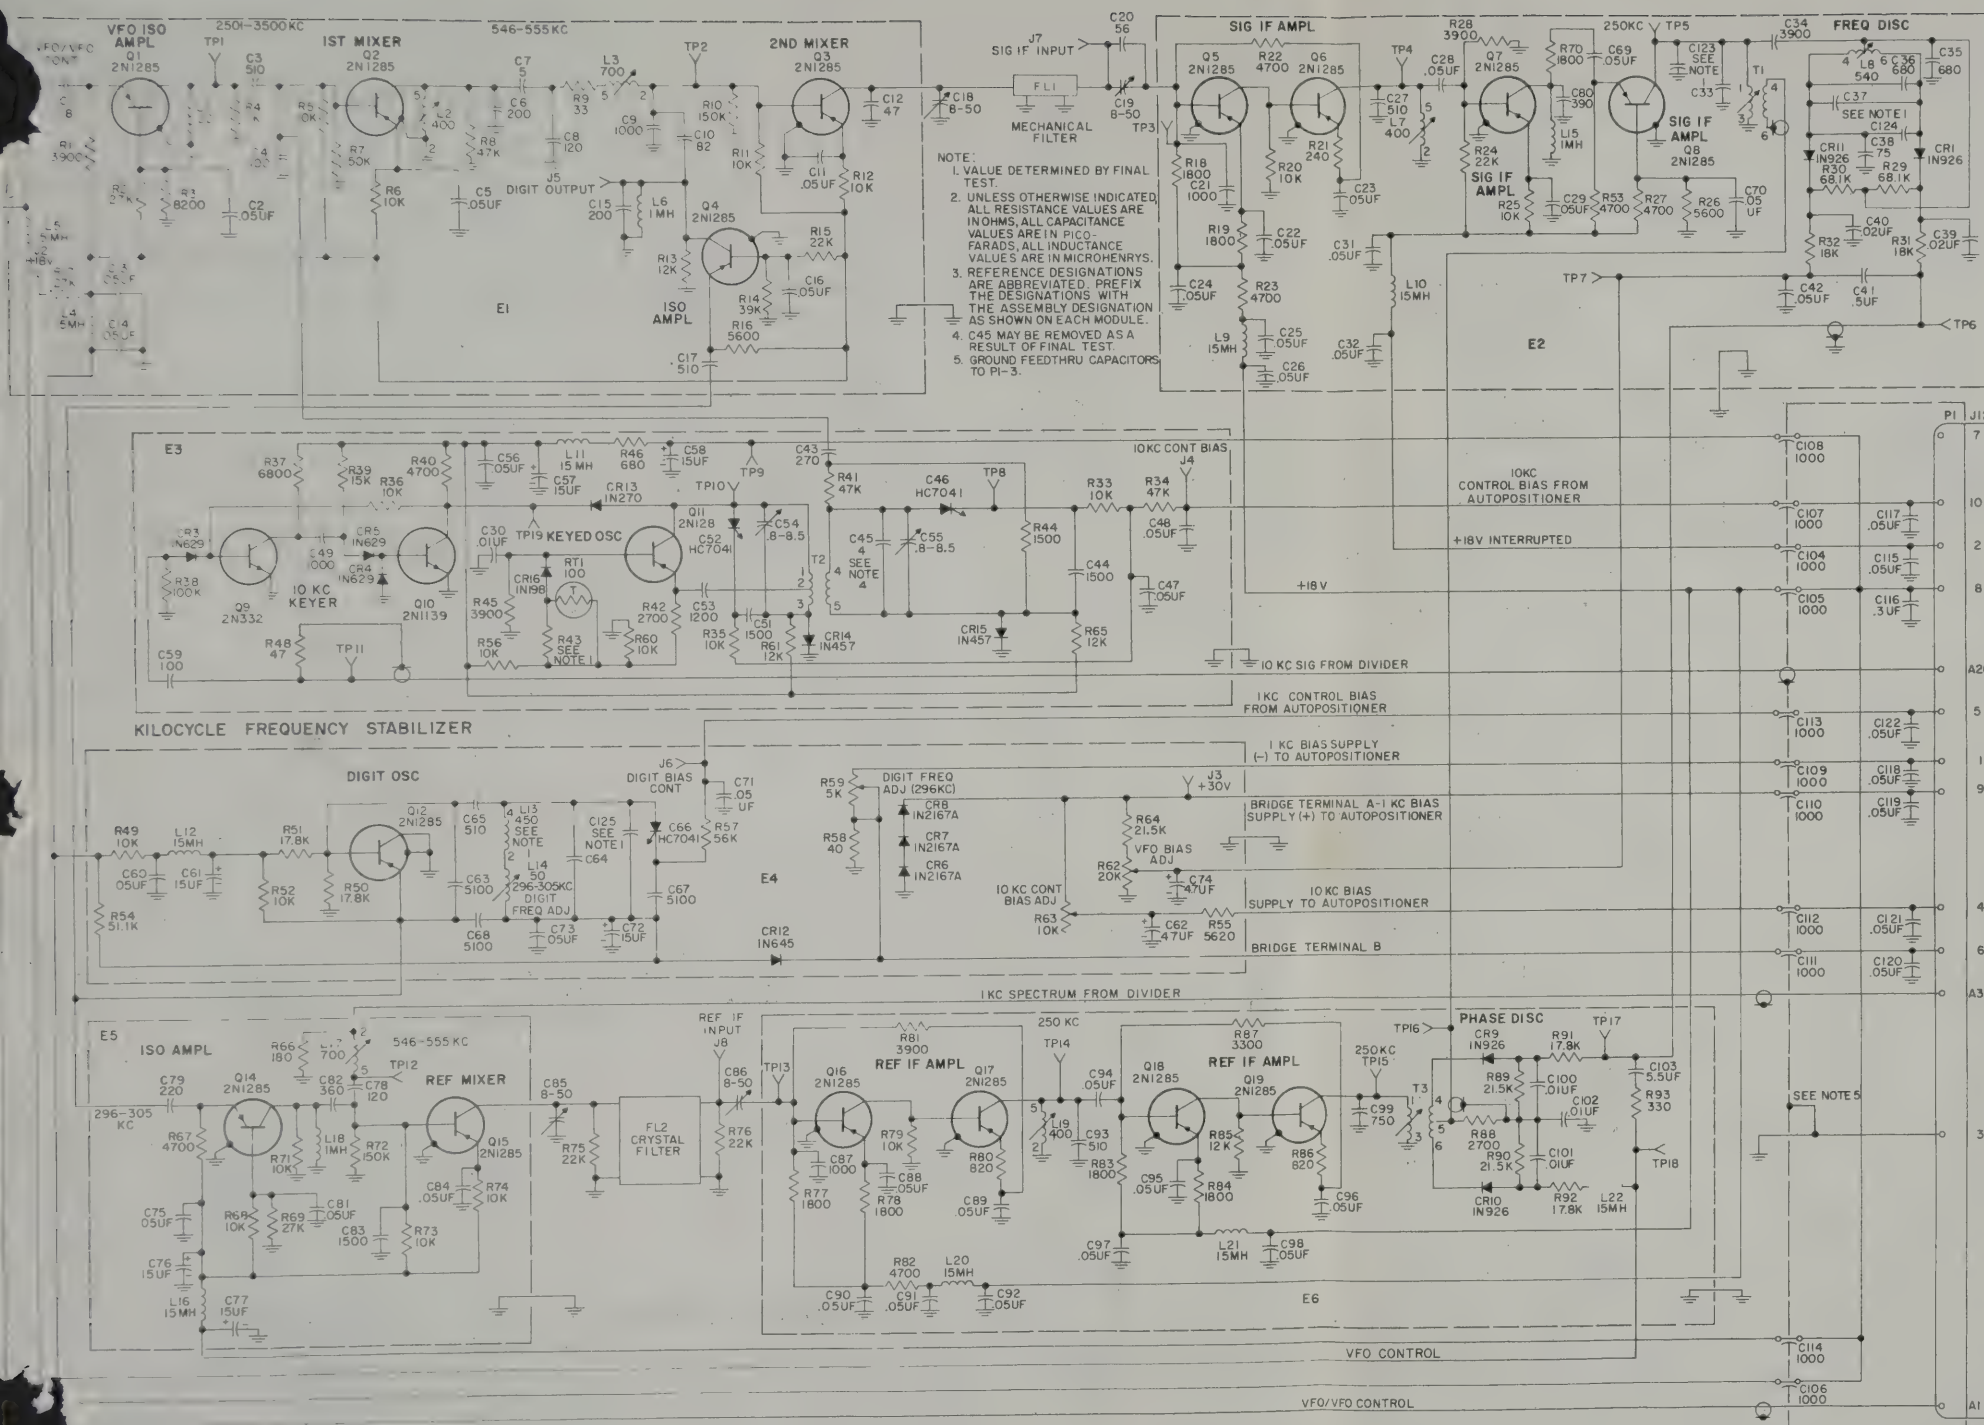 VFO ISO
AMPL
Q1
2N1285
TP1
2501-3500KC
C3
510
1ST MIXER
Q2
2N1285
546-555KC
C7
5
L3
700
TP2
2ND MIXER
Q3
2N1285
J7
SIG IF INPUT
C20
56
SIG IF AMPL
Q5
2N1285
R22
4700
Q6
2N1285
TP4
R28
3900
C28
.05UF
Q7
2N1285
R70
1800
C69
.05UF
250KC
TP5
C123
SEE
NOTE
1
C33
C34
3900
T1
FREQ DISC
L8
540
C36
680
C35
680
C37
SEE NOTE 1
C124
C38
75
CR11
1N926
CR1
1N926
R30
68.1K
R29
68.1K
C40
.02UF
C39
.02UF
R32
18K
R31
18K
R1
3900
R3
8200
C2
.05UF
R7
50K
R6
10K
L2
400
R8
47K
C6
200
C5
.05UF
C8
120
R9
33
C9
1000
C10
82
R10
150K
R11
10K
C11
.05UF
R12
10K
C12
47
C18
8-50
FL1
MECHANICAL
FILTER
C19
8-50
TP3
J5
DIGIT OUTPUT
C15
200
L6
1MH
Q4
2N1285
R13
12K
ISO
AMPL
R15
22K
C16
.05UF
R14
39K
R16
5600
C17
510
+18V
C14
.05UF
E1
NOTE:
1. VALUE DETERMINED BY FINAL
TEST.
2. UNLESS OTHERWISE INDICATED
ALL RESISTANCE VALUES ARE
IN OHMS, ALL CAPACITANCE
VALUES ARE IN PICO-
FARADS, ALL INDUCTANCE
VALUES ARE IN MICROHENRYS.
3. REFERENCE DESIGNATIONS
ARE ABBREVIATED. PREFIX
THE DESIGNATIONS WITH
THE ASSEMBLY DESIGNATION
AS SHOWN ON EACH MODULE.
4. C45 MAY BE REMOVED AS A
RESULT OF FINAL TEST.
5. GROUND FEEDTHRU CAPACITORS
TO P1-3.
R18
1800
C21
1000
R20
10K
R21
240
C23
.05UF
R19
1800
C22
.05UF
C24
.05UF
R23
4700
L9
15MH
C25
.05UF
C26
.05UF
C27
510
L7
400
R24
22K
SIG IF
AMPL
R25
10K
C80
390
L15
1MH
C29
.05UF
SIG IF
AMPL
Q8
2N1285
R53
4700
R27
4700
R26
5600
C70
.05
UF
C31
.05UF
L10
15MH
C32
.05UF
TP7
C42
.05UF
C41
.5UF
TP6
E2
E3
R37
6800
R39
15K
R36
10K
R40
4700
C56
.05UF
C57
15UF
L11
15MH
R46
680
C58
15UF
TP9
C43
270
R41
47K
C46
HC7041
TP8
R33
10K
R34
47K
10KC CONT BIAS
J4
CR3
1N629
R38
100K
Q9
2N332
C49
1000
10 KC
KEYER
CR5
1N629
CR4
1N629
Q10
2N1139
CR13
1N270
TP19
KEYED OSC
C30
.01UF
CR16
1N198
RT1
100
R45
3900
R43
SEE
NOTE 1
R56
10K
R60
10K
R42
2700
Q11
2N128
C53
1200
TP10
C52
HC7041
C54
.8-8.5
T2
R35
10K
C51
1500
R61
12K
CR14
1N457
C45
4
SEE
NOTE
4
C55
.8-8.5
R44
1500
C44
1500
C48
.05UF
C47
.05UF
CR15
1N457
R65
12K
C59
100
R48
47
TP11
10KC
CONTROL BIAS FROM
AUTOPOSITIONER
+18V INTERRUPTED
+18V
10 KC SIG FROM DIVIDER
1KC CONTROL BIAS
FROM AUTOPOSITIONER
1 KC BIAS SUPPLY
(-) TO AUTOPOSITIONER
BRIDGE TERMINAL A-1 KC BIAS
SUPPLY (+) TO AUTOPOSITIONER
10 KC BIAS
SUPPLY TO AUTOPOSITIONER
BRIDGE TERMINAL B
1 KC SPECTRUM FROM DIVIDER
P1
C108
1000
7
C107
1000
C117
.05UF
10
C104
1000
C115
.05UF
2
C105
1000
C116
.3UF
8
C113
1000
C122
.05UF
5
C109
1000
C118
.05UF
1
C110
1000
C119
.05UF
9
C112
1000
C121
.05UF
4
C111
1000
C120
.05UF
6
A3
SEE NOTE 5
3
C114
1000
C106
1000
A1
KILOCYCLE FREQUENCY STABILIZER
DIGIT OSC
R49
10K
L12
15MH
C60
.05UF
C61
15UF
R54
51.1K
R51
17.8K
R52
10K
R50
17.8K
Q12
2N1285
C65
510
C63
5100
C68
5100
L13
450
SEE
NOTE
1
L14
50
296-305KC
DIGIT
FREQ ADJ
C125
SEE
NOTE 1
C64
C73
.05UF
C72
15UF
J6
DIGIT BIAS
CONT
C66
HC7041
C71
.05
UF
R57
56K
C67
5100
E4
CR12
1N645
R59
5K
DIGIT FREQ
ADJ (296KC)
R58
40
CR8
1N2167A
CR7
1N2167A
CR6
1N2167A
J3
+30V
R64
21.5K
VFO BIAS
ADJ
R62
20K
C74
47UF
10 KC CONT
BIAS ADJ
R63
10K
C62
47UF
R55
5620
E5
ISO AMPL
296-305
KC
C79
220
Q14
2N1285
R67
4700
R66
180
L17
700
546-555KC
TP12
C82
360
C78
120
REF MIXER
R71
10K
L18
1MH
R72
150K
Q15
2N1285
C75
.05UF
R68
10K
R69
27K
C81
.05UF
C83
1500
R73
10K
C84
.05UF
R74
10K
C76
15UF
L16
15MH
C77
15UF
C85
8-50
R75
22K
FL2
CRYSTAL
FILTER
R76
22K
REF IF
INPUT
J8
C86
8-50
TP13
R81
3900
REF IF AMPL
Q16
2N1285
Q17
2N1285
R79
10K
C87
1000
R77
1800
R78
1800
C88
.05UF
R80
820
C89
.05UF
R82
4700
L20
15MH
C90
.05UF
C91
.05UF
C92
.05UF
250 KC
TP14
L19
400
C94
.05UF
C93
510
R83
1800
R87
3300
REF IF AMPL
Q18
2N1285
Q19
2N1285
R85
12K
C95
.05UF
R84
1800
R86
820
C96
.05UF
C97
.05UF
L21
15MH
C98
.05UF
E6
250KC
TP15
C99
750
T3
TP16
PHASE DISC
CR9
1N926
R91
17.8K
TP17
R89
21.5K
C100
.01UF
C102
.01UF
R88
2700
R90
21.5K
C101
.01UF
CR10
1N926
R92
17.8K
L22
15MH
C103
5.5UF
R93
330
TP18
VFO CONTROL
VFO/VFO CONTROL